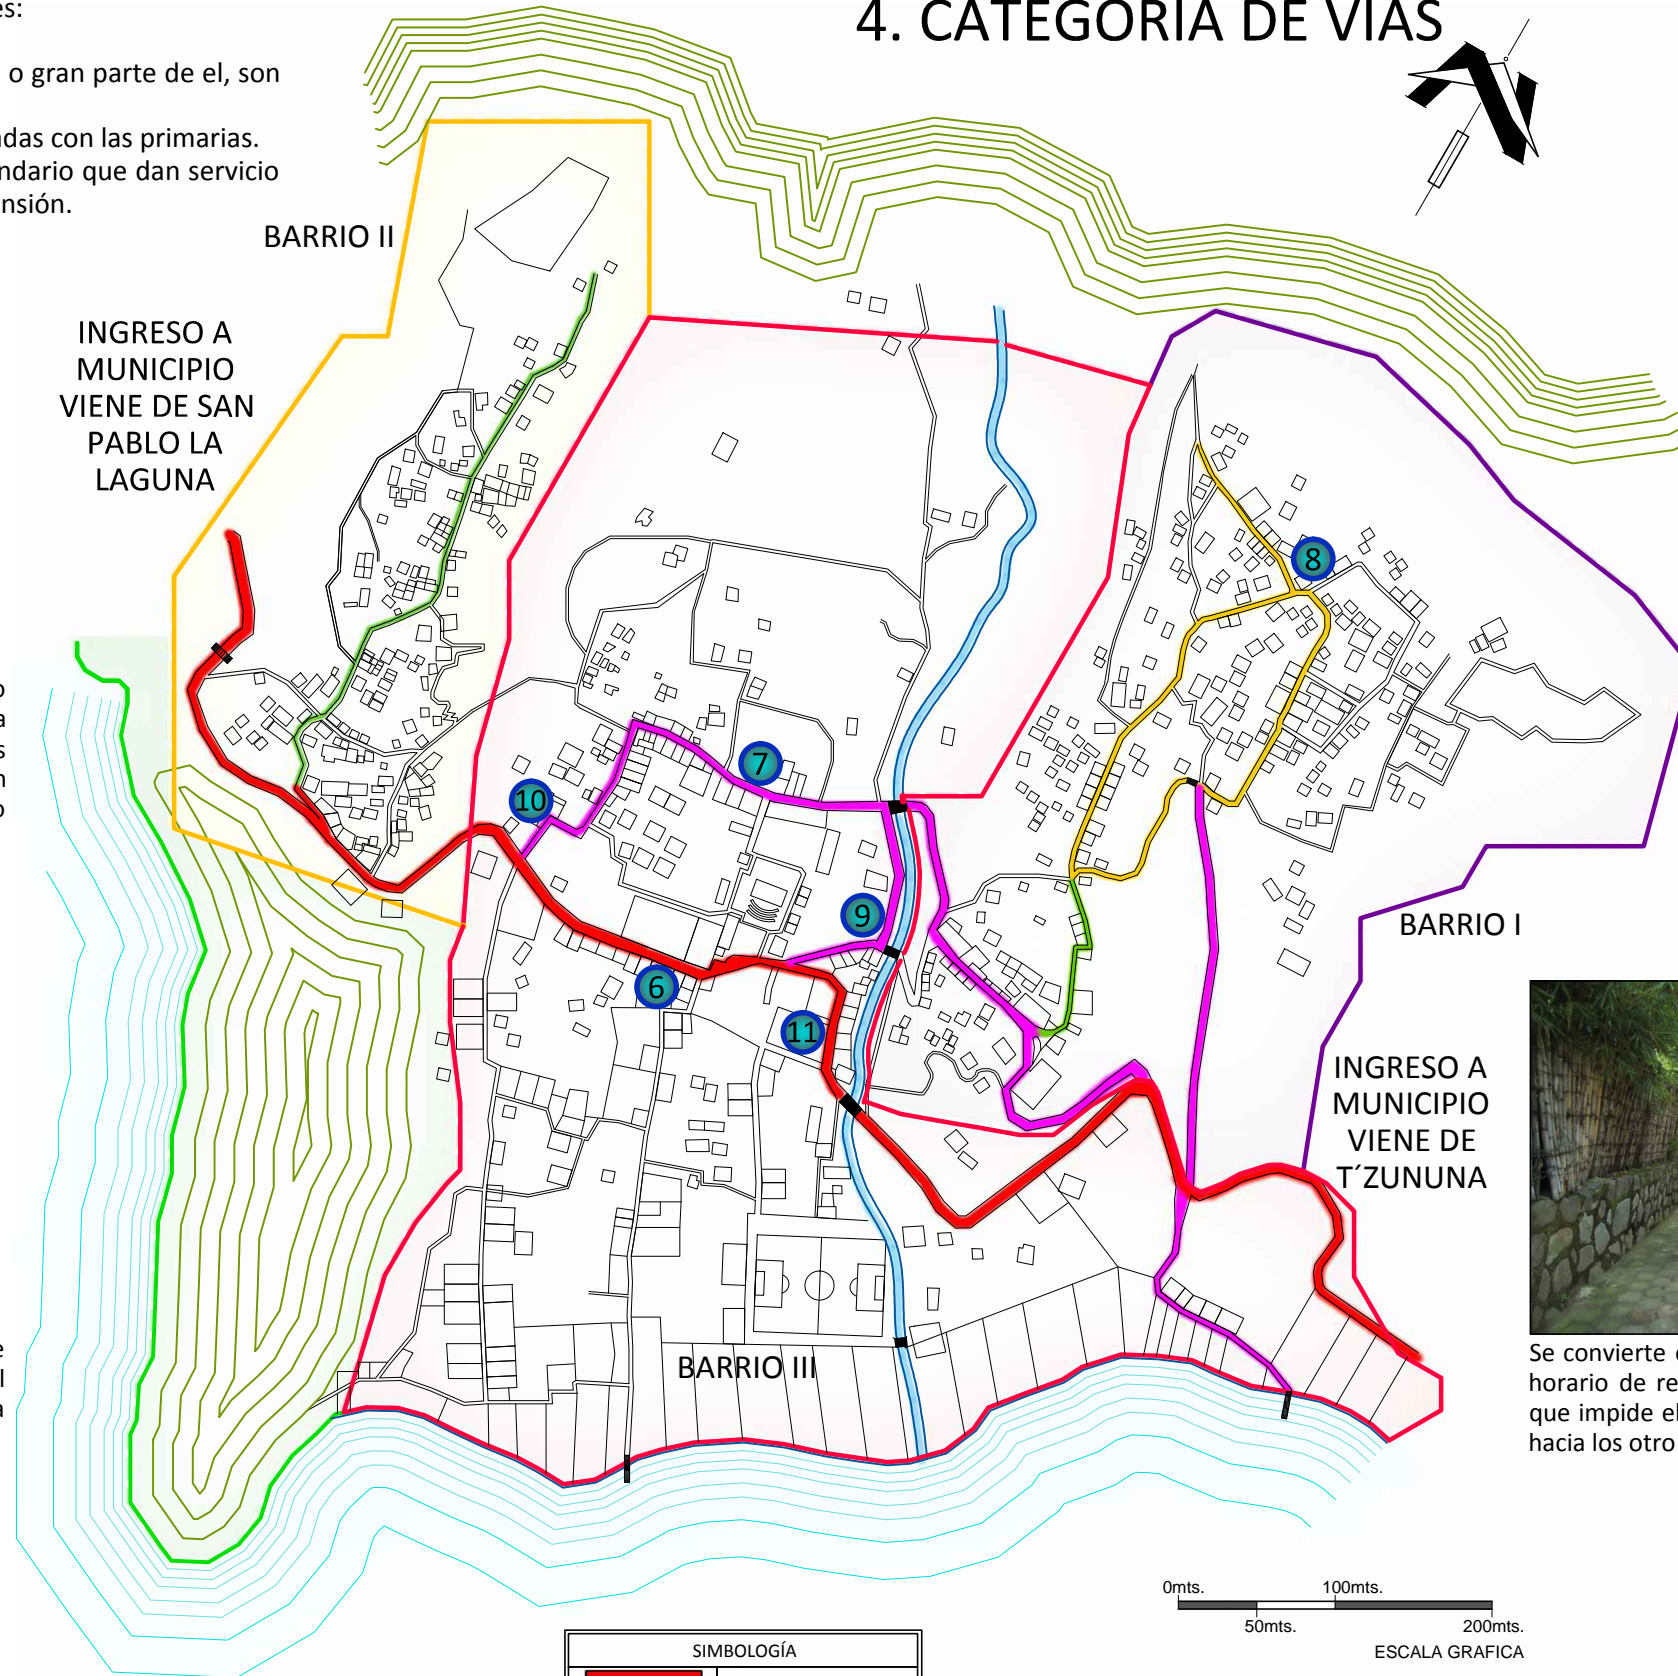 es:
o gran parte de el, son
adas con las primarias.
ndario que dan servicio
nsión.
4. CATEGORIA DE VIAS
BARRIO II
INGRESO A
MUNICIPIO
VIENE DE SAN
PABLO LA
LAGUNA
8
7
10
9
6
11
o
a
s
n
o
BARRIO I
INGRESO A
MUNICIPIO
VIENE DE
T´ZUNUNA
e
l
a
BARRIO III
Se convierte
horario de re
que impide el
hacia los otro
0mts.
100mts.
50mts.
200mts.
ESCALA GRAFICA
SIMBOLOGÍA